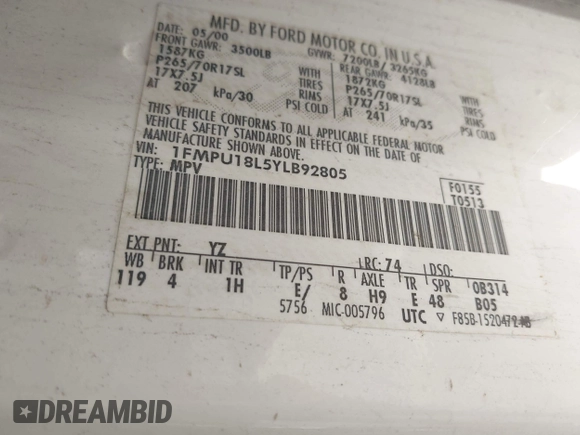 MFD. BY FORD MOTOR CO. IN U.S.A.
DATE: 05/00 GVWR: 7200LB/ 3265KG
FRONT GAWR: 3500LB REAR GAWR: 4128LB
1587KG WITH 1872KG WITH
P265/70R17SL TIRES P265/70R17SL TIRES
17X7.5J RIMS 17X7.5J RIMS
AT 207 kPa/30 PSI COLD AT 241 kPa/35 PSI COLD
THIS VEHICLE CONFORMS TO ALL APPLICABLE FEDERAL MOTOR
VEHICLE SAFETY STANDARDS IN EFFECT ON THE DATE OF
MANUFACTURE SHOWN ABOVE.
VIN: 1FMPU18L5YLB92805
TYPE: MPV
F0155
T0513
EXT PNT: YZ LRC: 74 DSO:
WB BRK INT TR TP/PS R AXLE TR SPR 0B314
119 4 1H E/ 8 H9 E 48 B05
5756 MIC-005796 UTC ▽ F85B-1520472-AB
DREAMBID